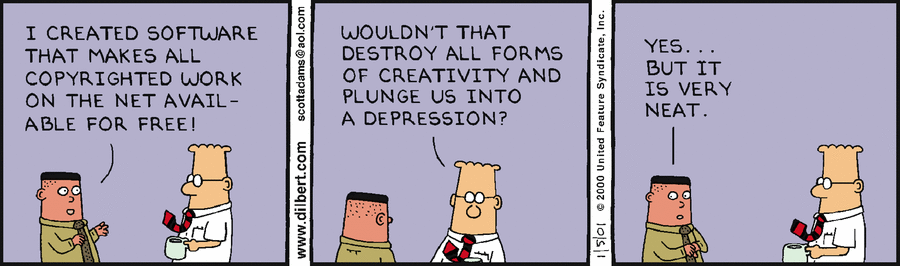 I CREATED SOFTWARE
THAT MAKES ALL
COPYRIGHTED WORK
ON THE NET AVAIL-
ABLE FOR FREE!
www.dilbert.com scottadams@aol.com
WOULDN'T THAT
DESTROY ALL FORMS
OF CREATIVITY AND
PLUNGE US INTO
A DEPRESSION?
1/5/01 © 2000 United Feature Syndicate, Inc.
YES...
BUT IT
IS VERY
NEAT.